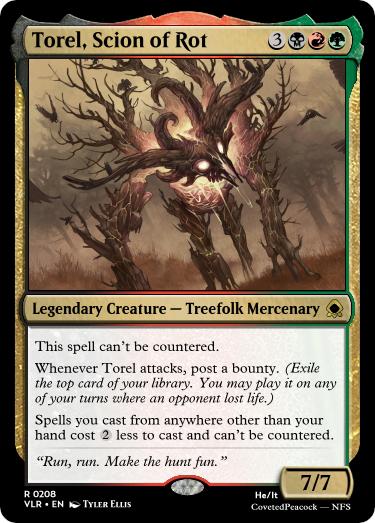 Torel, Scion of Rot 3
Legendary Creature — Treefolk Mercenary
This spell can't be countered.
Whenever Torel attacks, post a bounty. (Exile
the top card of your library. You may play it on any
of your turns where an opponent lost life.)
Spells you cast from anywhere other than your
hand cost 2 less to cast and can't be countered.
"Run, run. Make the hunt fun."
7/7
R 0208
VLR • EN Tyler Ellis
He/It
CovetedPeacock — NFS